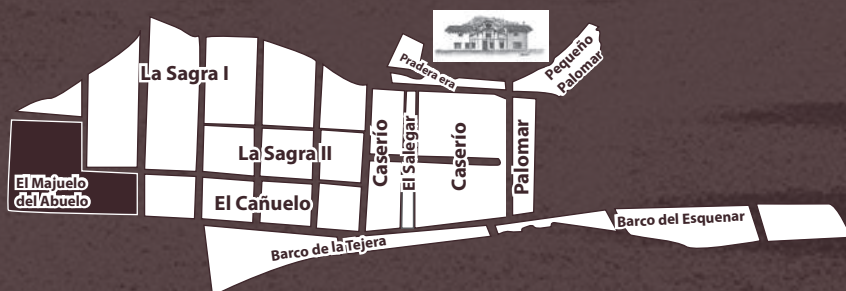 Pradera era
Pequeño
Palomar
La Sagra I
Caserío
El Salegar
Caserío
Palomar
La Sagra II
El Majuelo
del Abuelo
El Cañuelo
Barco de la Tejera
Barco del Esquenar